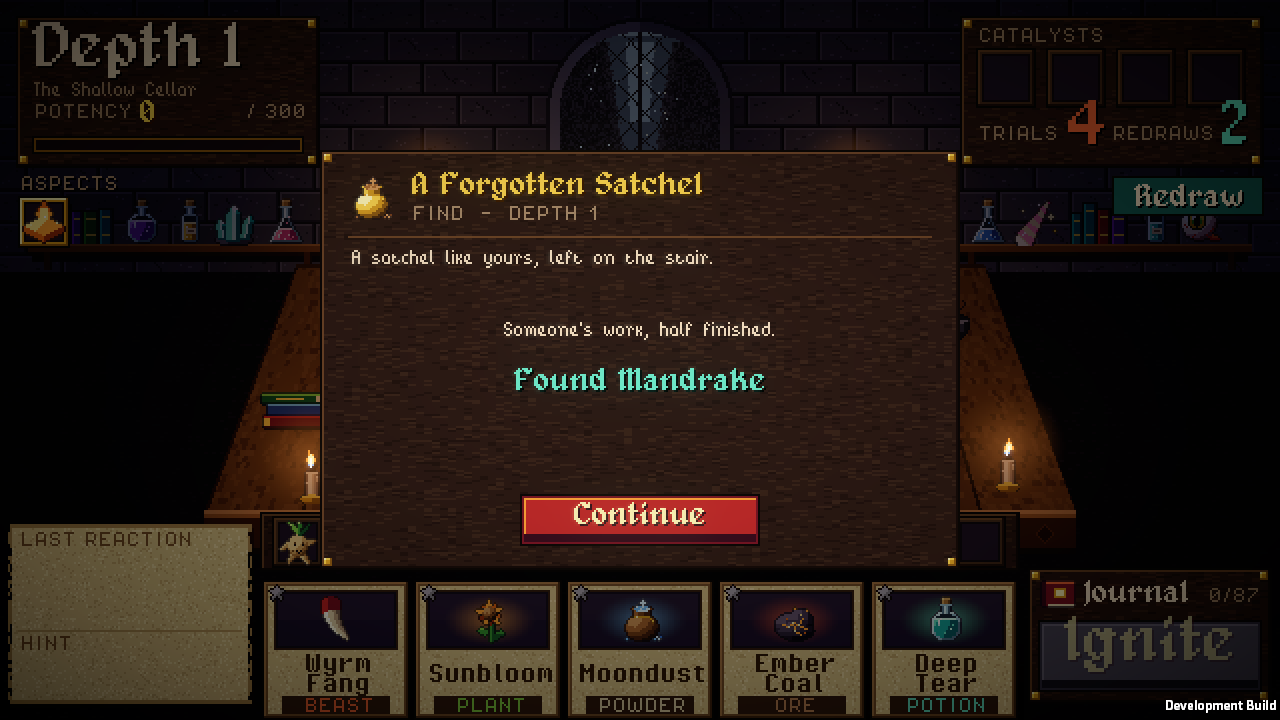 Depth 1
The Shallow Cellar
POTENCY 0 / 300
ASPECTS
CATALYSTS
TRIALS 4 REDRAWS 2
Redraw
A Forgotten Satchel
FIND - DEPTH 1
A satchel like yours, left on the stair.
Someone's work, half finished.
Found Mandrake
Continue
LAST REACTION
HINT
Wyrm
Fang
BEAST
Sunbloom
PLANT
Moondust
POWDER
Ember
Coal
ORE
Deep
Tear
POTION
Journal 0/87
Ignite
Development Build